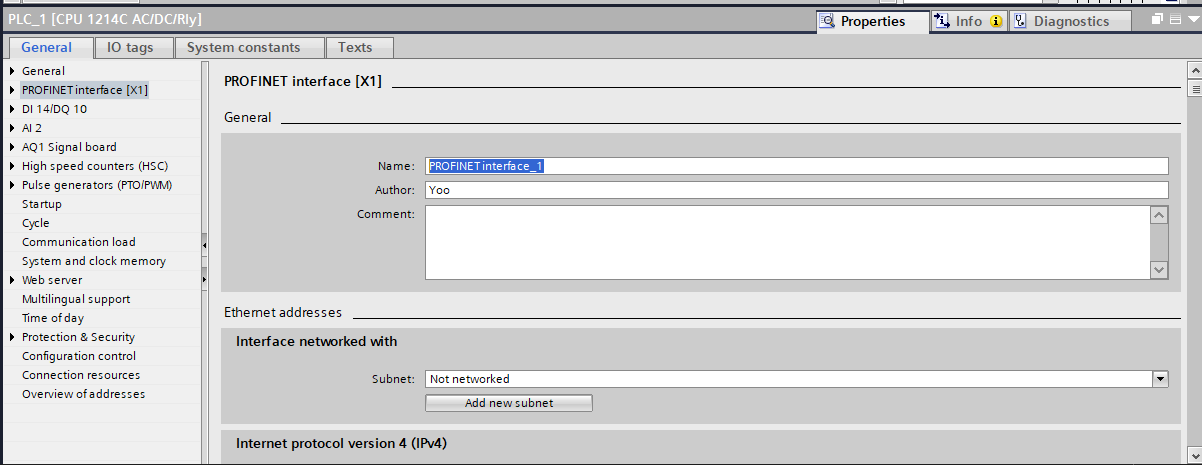 PLC_1 [CPU 1214C AC/DC/Rly]
Properties
Info
Diagnostics
General
IO tags
System constants
Texts
General
PROFINET interface [X1]
DI 14/DQ 10
AI 2
AQ1 Signal board
High speed counters (HSC)
Pulse generators (PTO/PWM)
Startup
Cycle
Communication load
System and clock memory
Web server
Multilingual support
Time of day
Protection & Security
Configuration control
Connection resources
Overview of addresses
PROFINET interface [X1]
General
Name: PROFINET interface_1
Author: Yoo
Comment:
Ethernet addresses
Interface networked with
Subnet: Not networked
Add new subnet
Internet protocol version 4 (IPv4)